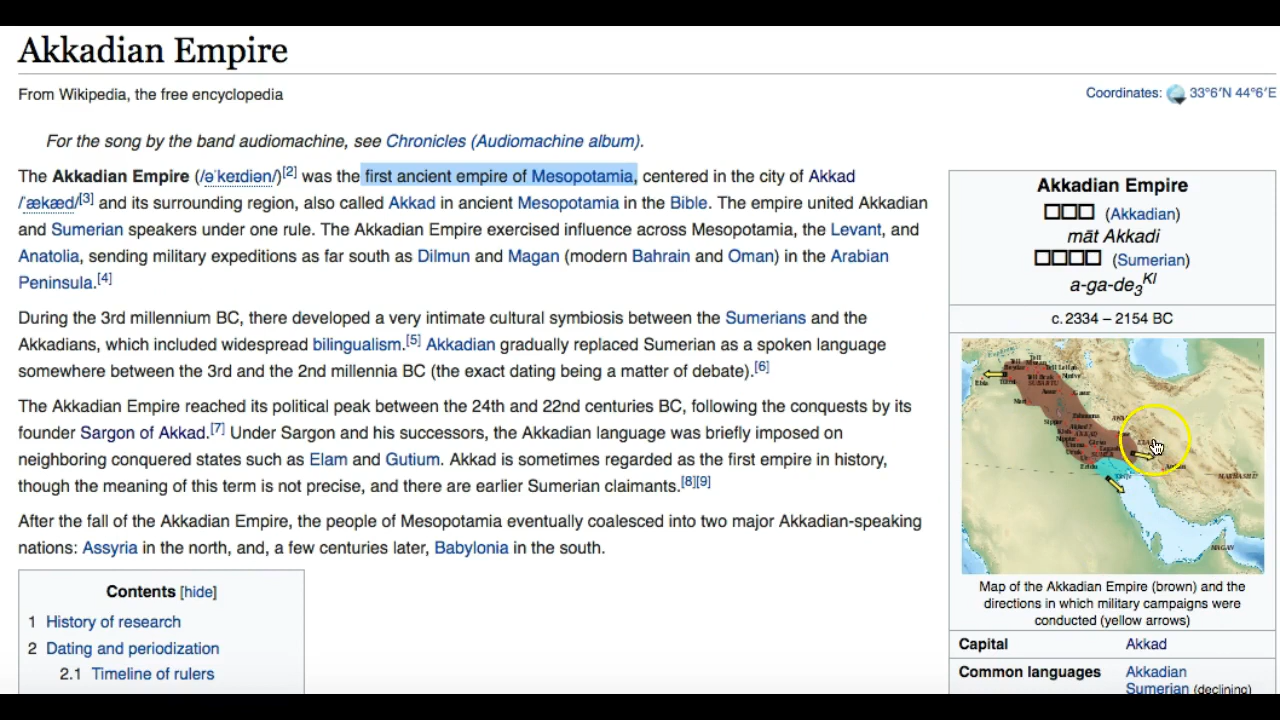 Akkadian Empire
From Wikipedia, the free encyclopedia
Coordinates: 33°6′N 44°6′E
For the song by the band audiomachine, see Chronicles (Audiomachine album).
The Akkadian Empire (/əˈkeɪdiən/)[2] was the first ancient empire of Mesopotamia, centered in the city of Akkad
/ˈækæd/[3] and its surrounding region, also called Akkad in ancient Mesopotamia in the Bible. The empire united Akkadian
and Sumerian speakers under one rule. The Akkadian Empire exercised influence across Mesopotamia, the Levant, and
Anatolia, sending military expeditions as far south as Dilmun and Magan (modern Bahrain and Oman) in the Arabian
Peninsula.[4]
During the 3rd millennium BC, there developed a very intimate cultural symbiosis between the Sumerians and the
Akkadians, which included widespread bilingualism.[5] Akkadian gradually replaced Sumerian as a spoken language
somewhere between the 3rd and the 2nd millennia BC (the exact dating being a matter of debate).[6]
The Akkadian Empire reached its political peak between the 24th and 22nd centuries BC, following the conquests by its
founder Sargon of Akkad.[7] Under Sargon and his successors, the Akkadian language was briefly imposed on
neighboring conquered states such as Elam and Gutium. Akkad is sometimes regarded as the first empire in history,
though the meaning of this term is not precise, and there are earlier Sumerian claimants.[8][9]
After the fall of the Akkadian Empire, the people of Mesopotamia eventually coalesced into two major Akkadian-speaking
nations: Assyria in the north, and, a few centuries later, Babylonia in the south.
Contents [hide]
1 History of research
2 Dating and periodization
2.1 Timeline of rulers
Akkadian Empire
(Akkadian)
māt Akkadi
(Sumerian)
a-ga-de3KI
c. 2334 – 2154 BC
Ebla
Mari
Nippur
Eridu
MARHASHI
MAGAN
Map of the Akkadian Empire (brown) and the
directions in which military campaigns were
conducted (yellow arrows)
Capital Akkad
Common languages Akkadian
Sumerian (declining)